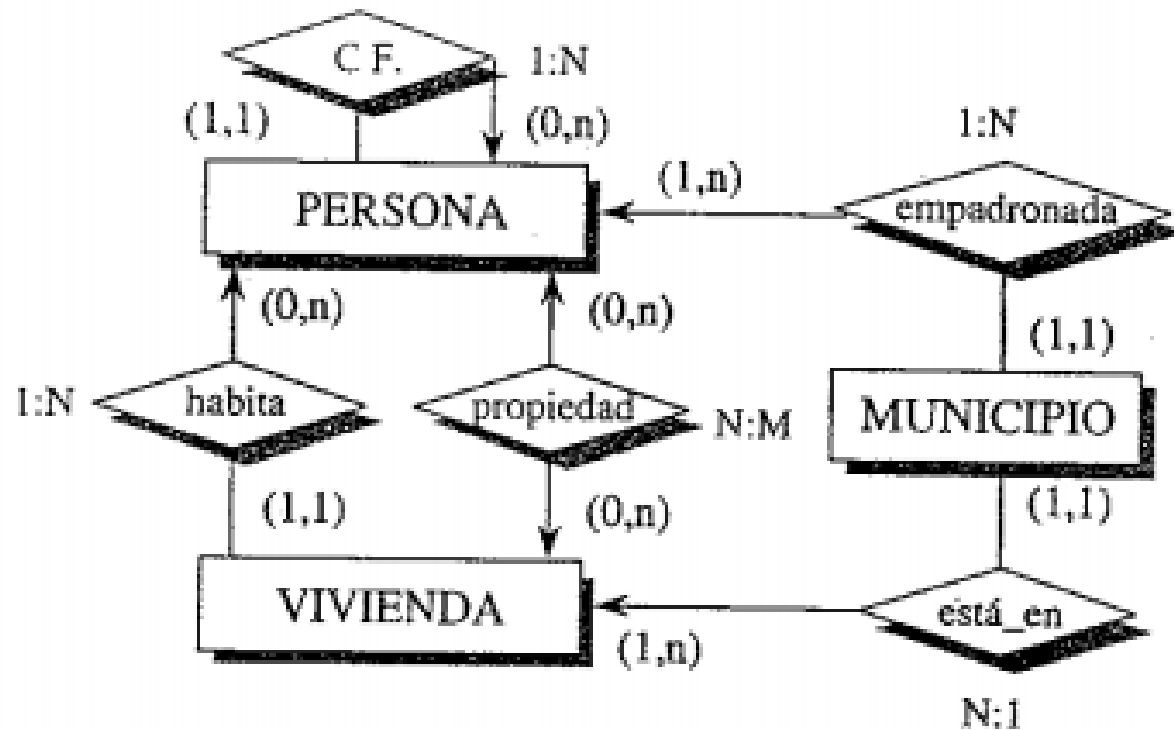 C F.
1:N
(1,1)
(0,n)
1:N
PERSONA
(1,n)
empadronada
(0,n)
(0,n)
(1,1)
1:N
habita
propiedad
N:M
MUNICIPIO
(1,1)
(0,n)
(1,1)
VIVIENDA
(1,n)
está_en
N:1